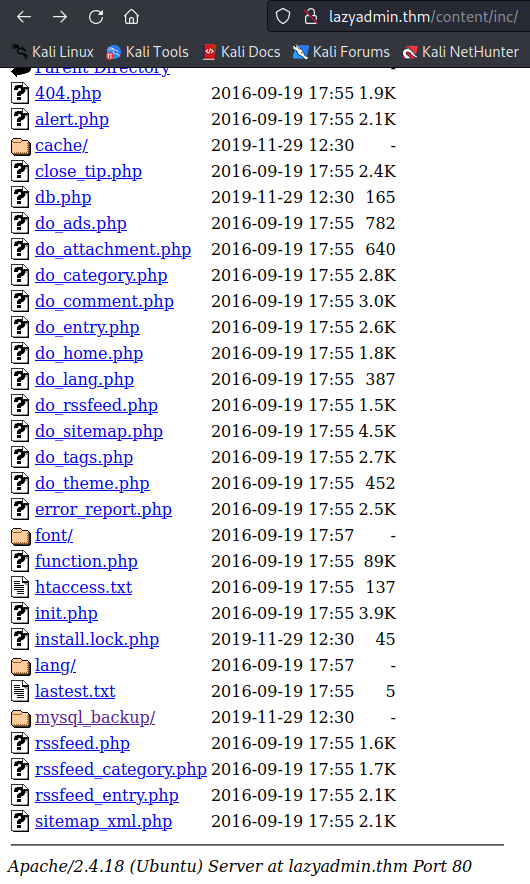 lazyadmin.thm/content/inc/
Kali Linux Kali Tools Kali Docs Kali Forums Kali NetHunter
Parent Directory -
404.php 2016-09-19 17:55 1.9K
alert.php 2016-09-19 17:55 2.1K
cache/ 2019-11-29 12:30 -
close_tip.php 2016-09-19 17:55 2.4K
db.php 2019-11-29 12:30 165
do_ads.php 2016-09-19 17:55 782
do_attachment.php 2016-09-19 17:55 640
do_category.php 2016-09-19 17:55 2.8K
do_comment.php 2016-09-19 17:55 3.0K
do_entry.php 2016-09-19 17:55 2.6K
do_home.php 2016-09-19 17:55 1.8K
do_lang.php 2016-09-19 17:55 387
do_rssfeed.php 2016-09-19 17:55 1.5K
do_sitemap.php 2016-09-19 17:55 4.5K
do_tags.php 2016-09-19 17:55 2.7K
do_theme.php 2016-09-19 17:55 452
error_report.php 2016-09-19 17:55 2.5K
font/ 2016-09-19 17:57 -
function.php 2016-09-19 17:55 89K
htaccess.txt 2016-09-19 17:55 137
init.php 2016-09-19 17:55 3.9K
install.lock.php 2019-11-29 12:30 45
lang/ 2016-09-19 17:57 -
lastest.txt 2016-09-19 17:55 5
mysql_backup/ 2019-11-29 12:30 -
rssfeed.php 2016-09-19 17:55 1.6K
rssfeed_category.php 2016-09-19 17:55 1.7K
rssfeed_entry.php 2016-09-19 17:55 2.1K
sitemap_xml.php 2016-09-19 17:55 2.1K
Apache/2.4.18 (Ubuntu) Server at lazyadmin.thm Port 80